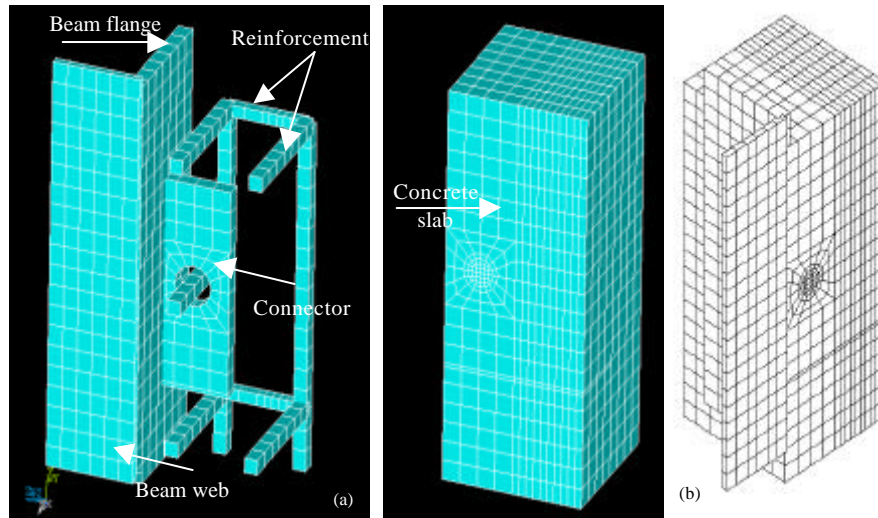 Beam flange
Reinforcement
Concrete
slab
Connector
Beam web
(a)
(b)